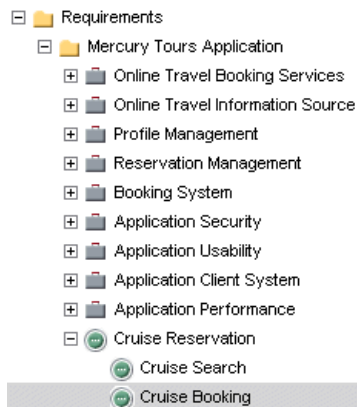 Requirements
Mercury Tours Application
Online Travel Booking Services
Online Travel Information Source
Profile Management
Reservation Management
Booking System
Application Security
Application Usability
Application Client System
Application Performance
Cruise Reservation
Cruise Search
Cruise Booking